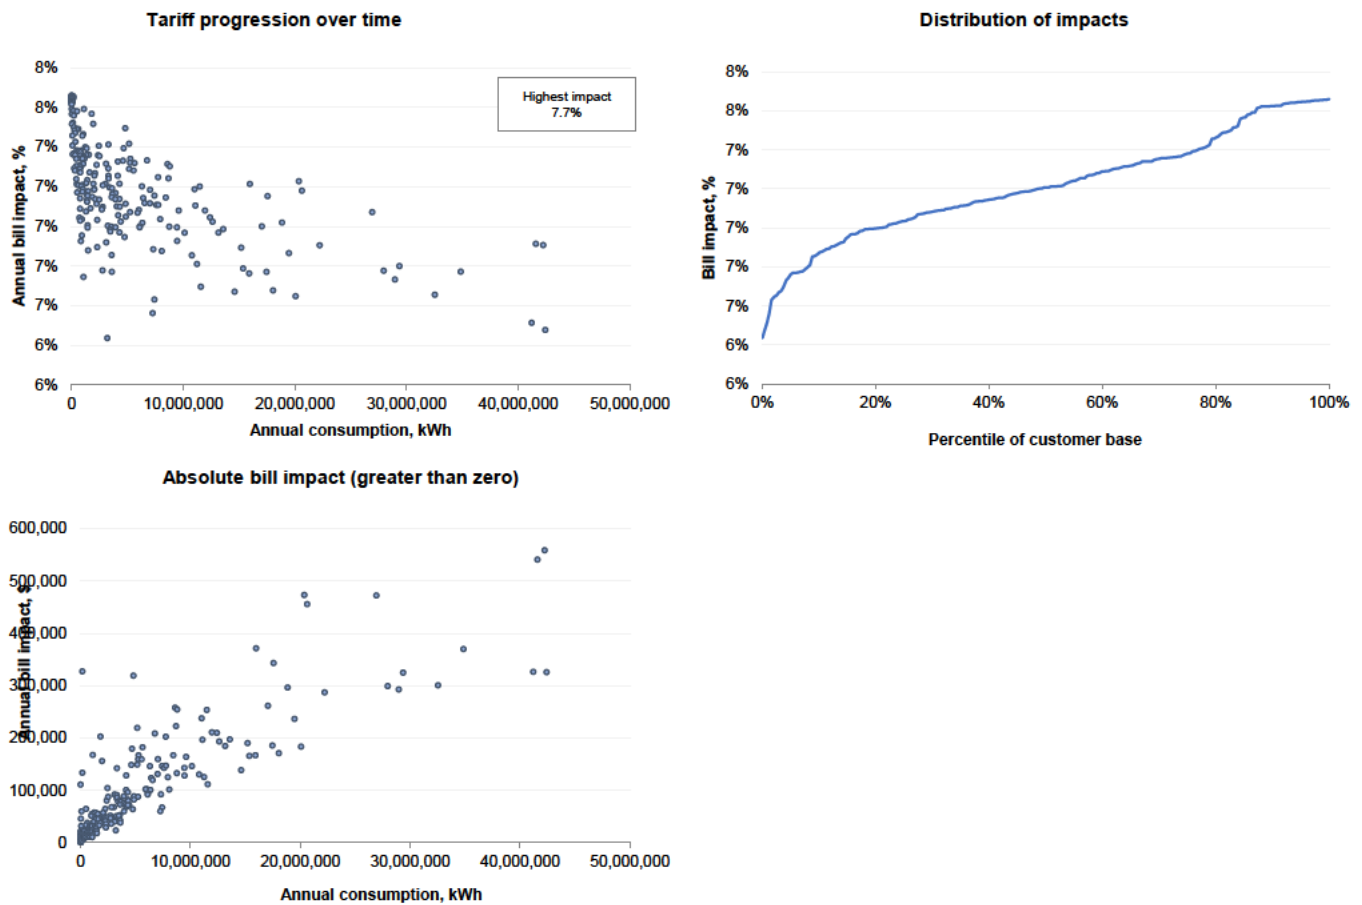 Tariff progression over time
8%
8%
7%
7%
7%
7%
7%
6%
6%
Annual bill impact, %
Highest impact
7.7%
0 10,000,000 20,000,000 30,000,000 40,000,000 50,000,000
Annual consumption, kWh
Distribution of impacts
8%
8%
7%
7%
7%
7%
7%
6%
6%
Bill impact, %
0% 20% 40% 60% 80% 100%
Percentile of customer base
Absolute bill impact (greater than zero)
600,000
500,000
400,000
300,000
200,000
100,000
0
Annual bill impact, $
0 10,000,000 20,000,000 30,000,000 40,000,000 50,000,000
Annual consumption, kWh